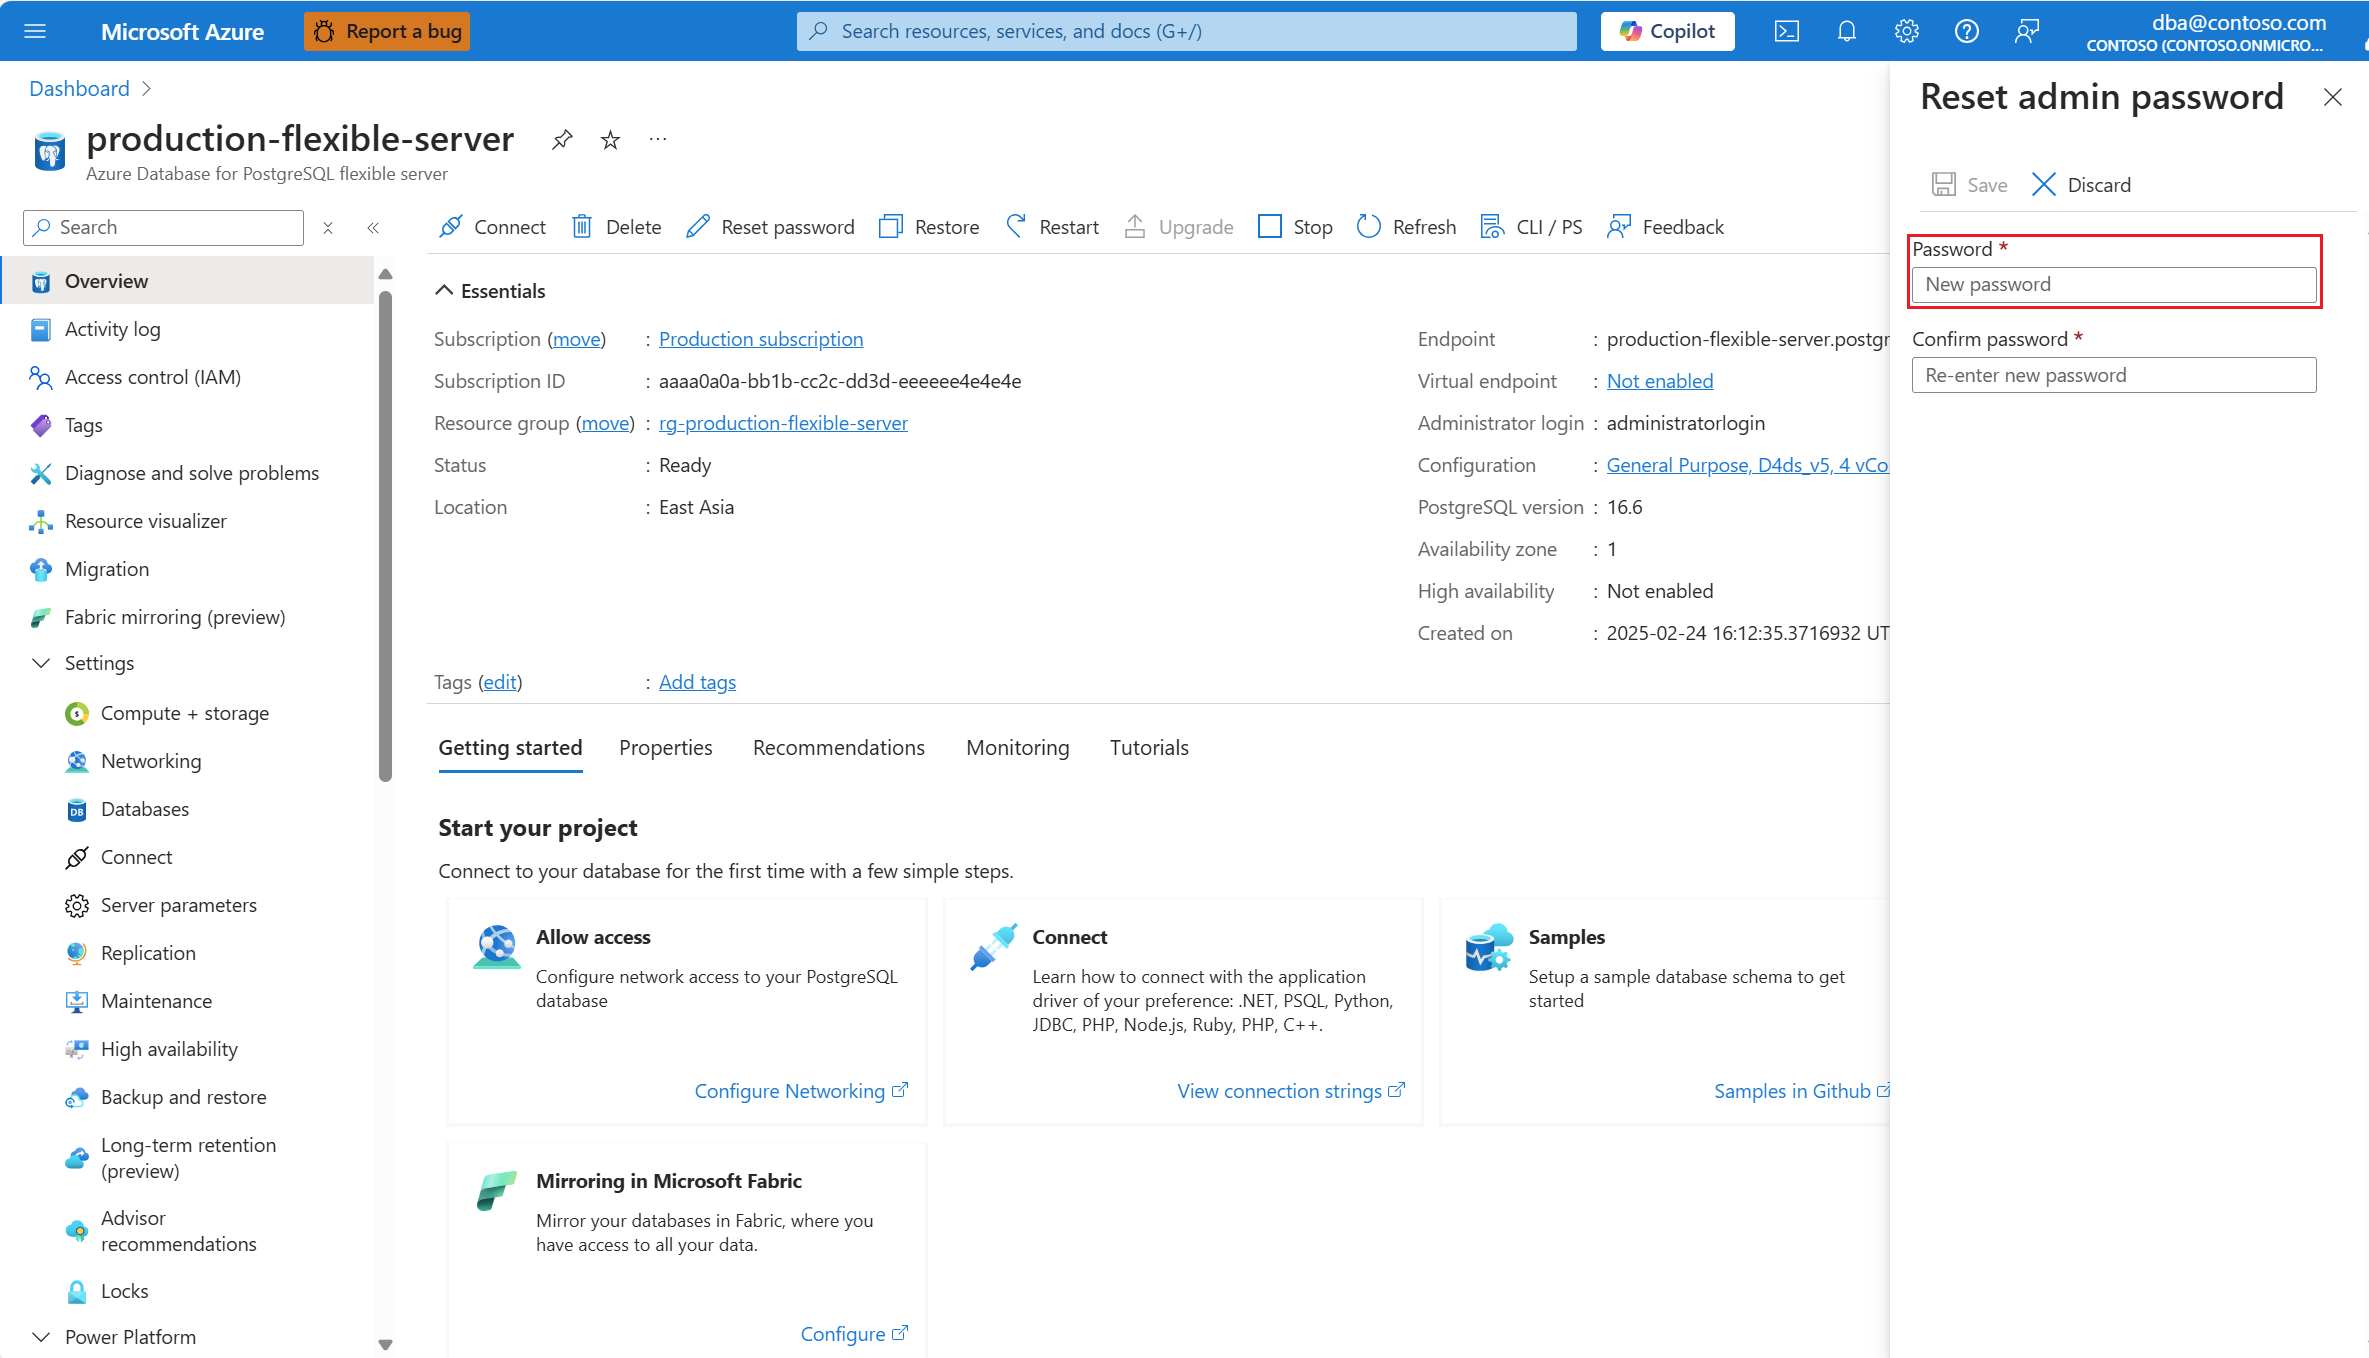 Microsoft Azure
Report a bug
Search resources, services, and docs (G+/)
Copilot
dba@contoso.com
CONTOSO (CONTOSO.ONMICRO...
Dashboard
production-flexible-server
Azure Database for PostgreSQL flexible server
Search
Connect
Delete
Reset password
Restore
Restart
Upgrade
Stop
Refresh
CLI / PS
Feedback
Overview
Activity log
Access control (IAM)
Tags
Diagnose and solve problems
Resource visualizer
Migration
Fabric mirroring (preview)
Settings
Compute + storage
Networking
Databases
Connect
Server parameters
Replication
Maintenance
High availability
Backup and restore
Long-term retention
(preview)
Advisor
recommendations
Locks
Power Platform
Essentials
Subscription (move) : Production subscription
Subscription ID : aaaa0a0a-bb1b-cc2c-dd3d-eeeeee4e4e4e
Resource group (move) : rg-production-flexible-server
Status : Ready
Location : East Asia
Tags (edit) : Add tags
Endpoint : production-flexible-server.postgr
Virtual endpoint : Not enabled
Administrator login : administratorlogin
Configuration : General Purpose, D4ds_v5, 4 vCo
PostgreSQL version : 16.6
Availability zone : 1
High availability : Not enabled
Created on : 2025-02-24 16:12:35.3716932 UT
Getting started
Properties
Recommendations
Monitoring
Tutorials
Start your project
Connect to your database for the first time with a few simple steps.
Allow access
Configure network access to your PostgreSQL
database
Configure Networking
Connect
Learn how to connect with the application
driver of your preference: .NET, PSQL, Python,
JDBC, PHP, Node.js, Ruby, PHP, C++.
View connection strings
Samples
Setup a sample database schema to get
started
Samples in Github
Mirroring in Microsoft Fabric
Mirror your databases in Fabric, where you
have access to all your data.
Configure
Reset admin password
Save
Discard
Password *
New password
Confirm password *
Re-enter new password